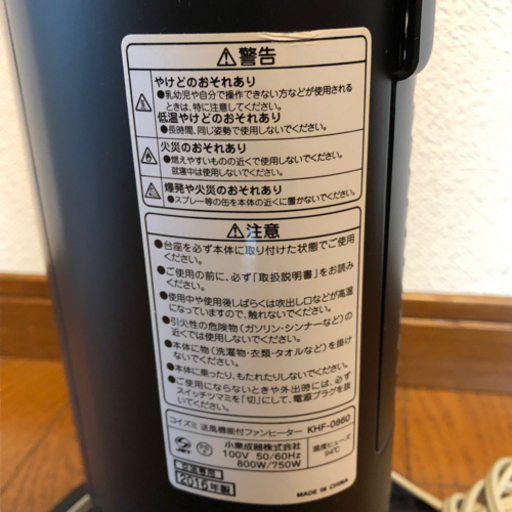 ⚠警告
やけどのおそれあり
●乳幼児や自分で操作できない方などが使用される
ときは、特に注意してください。
低温やけどのおそれあり
●長時間、同じ姿勢で使用しないでください。
火災のおそれあり
●燃えやすいものの近くで使用しないでください。
就寝中は使用しないでください。
爆発や火災のおそれあり
●スプレー等の缶を本体の近くに置かないでください。
⚠注意
●台座を必ず本体に取り付けた状態でご使用
ください。
●ご使用の前に、必ず「取扱説明書」をお読み
ください。
●使用中や使用後しばらくは吹出し口などが高温
になっていますので、触れないでください。
●引火性の危険物(ガソリン・シンナーなど)の
近くでは使用しないでください。
●本体に物(洗濯物・衣類・タオルなど)を掛け
ないでください。
●本体に乗ったり、もたれたりしないでください。
●ご使用にならないときや外出時には、必ず
スイッチツマミを「切」にして、電源プラグを抜
いてください。
コイズミ 送風機能付ファンヒーター KHF-0860
小泉成器株式会社
100V 50/60Hz
800W/750W
温度ヒューズ
94℃
交流専用
2016年製
MADE IN CHINA